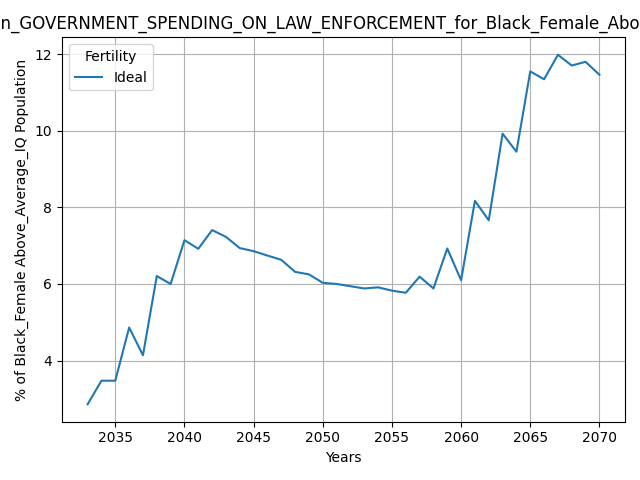 n_GOVERNMENT_SPENDING_ON_LAW_ENFORCEMENT_for_Black_Female_Abo
Fertility
Ideal
% of Black_Female Above_Average_IQ Population
12
10
8
6
4
2035 2040 2045 2050 2055 2060 2065 2070
Years